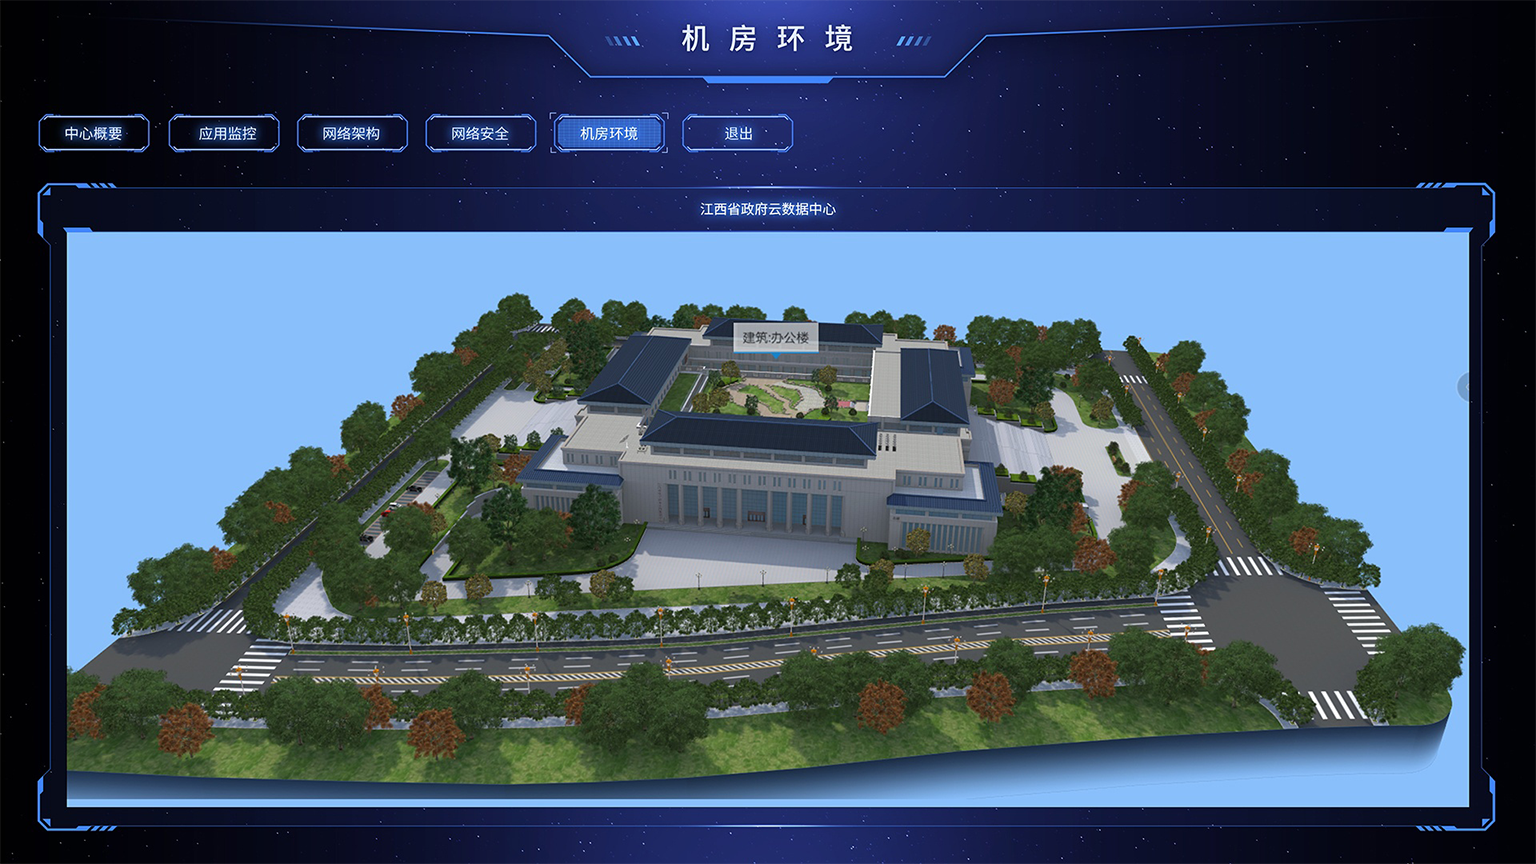 机房环境
中心概要
应用监控
网络架构
网络安全
机房环境
退出
江西省政府云数据中心
建筑:办公楼